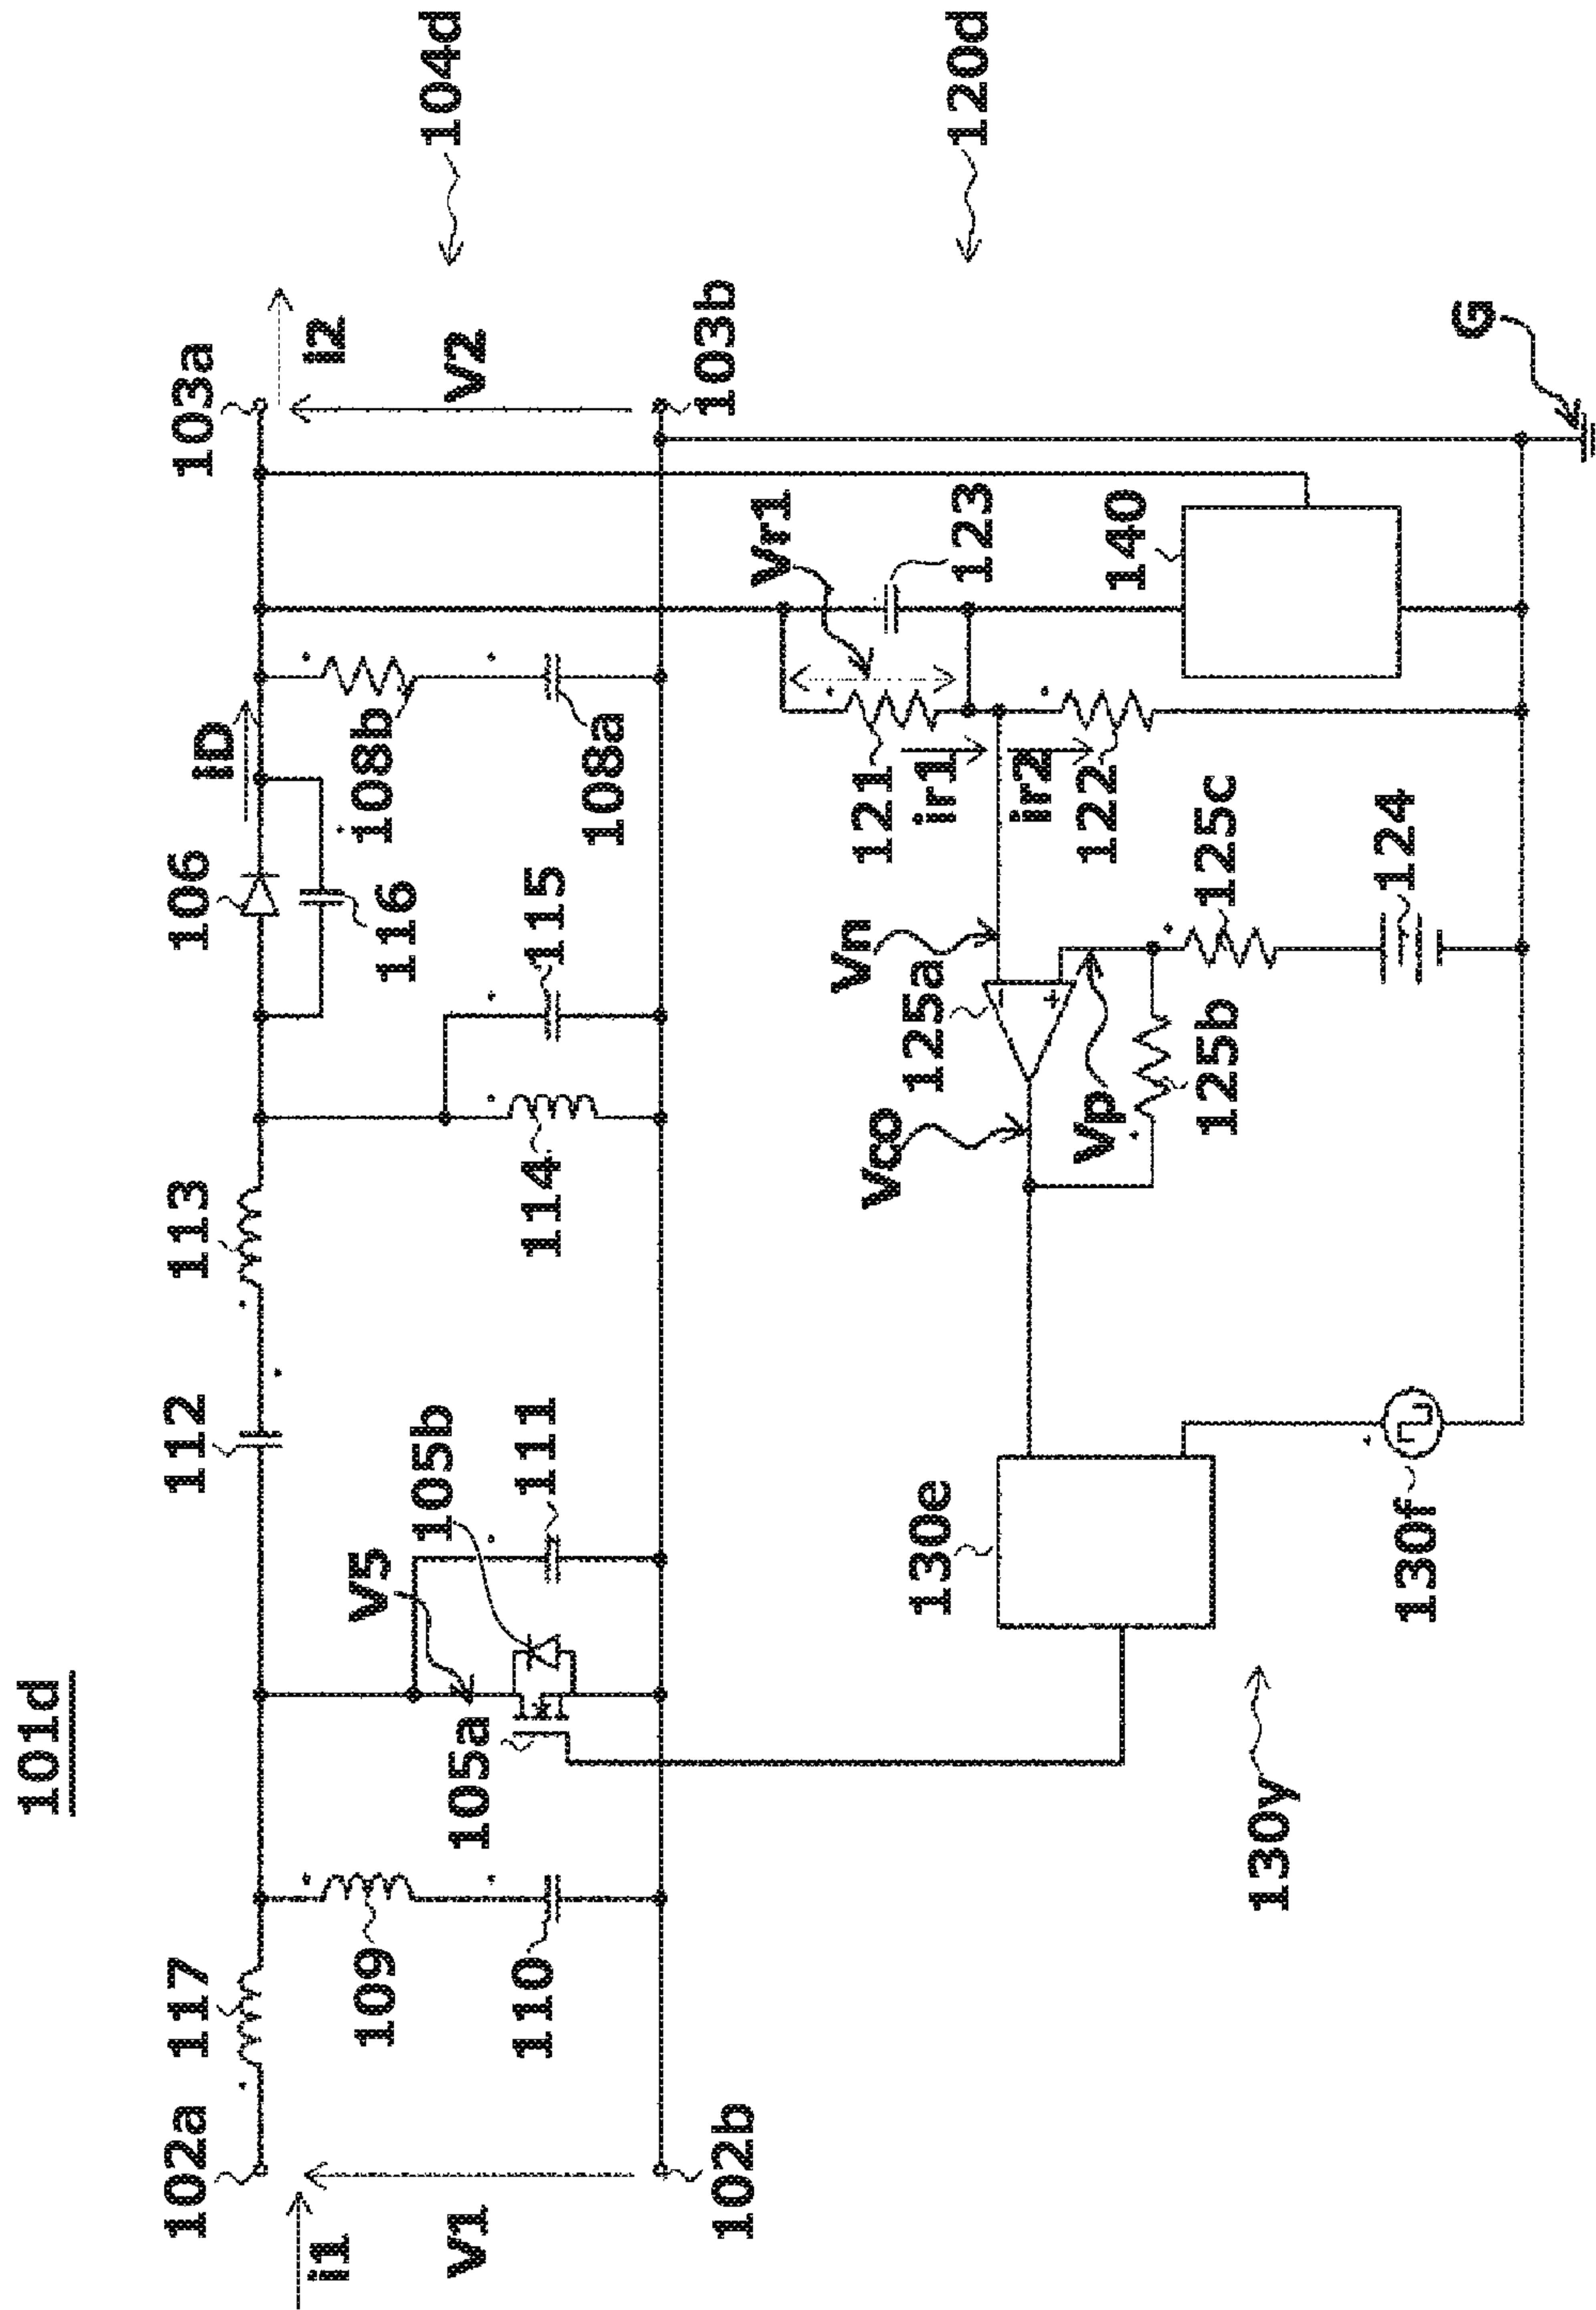 101d
102a
117
112
113
106
iD
103a
i1
V1
109
110
105a
V5
105b
111
114
115
116
108b
108a
i2
V2
104d
102b
103b
130y
130e
130f
Vco
125a
Vn
Vp
125b
125c
124
121
ir1
ir2
122
Vr1
123
140
120d
G